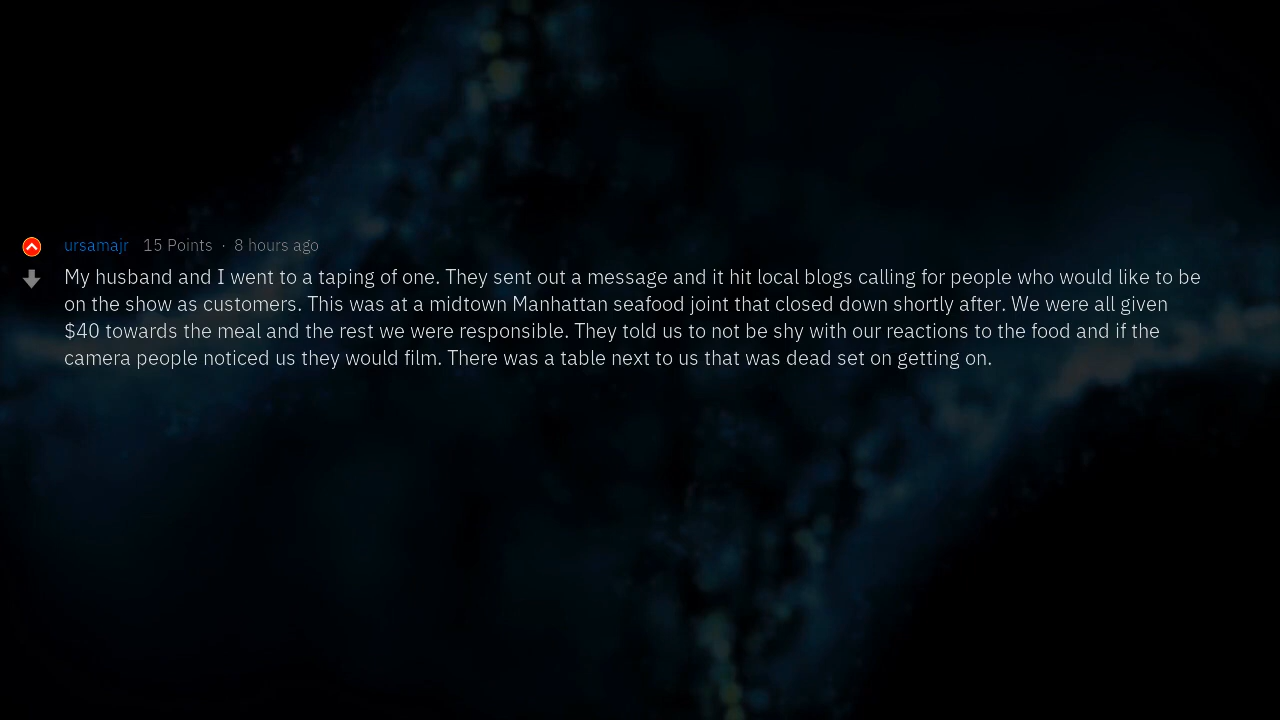 ursamajr 15 Points · 8 hours ago
My husband and I went to a taping of one. They sent out a message and it hit local blogs calling for people who would like to be
on the show as customers. This was at a midtown Manhattan seafood joint that closed down shortly after. We were all given
$40 towards the meal and the rest we were responsible. They told us to not be shy with our reactions to the food and if the
camera people noticed us they would film. There was a table next to us that was dead set on getting on.